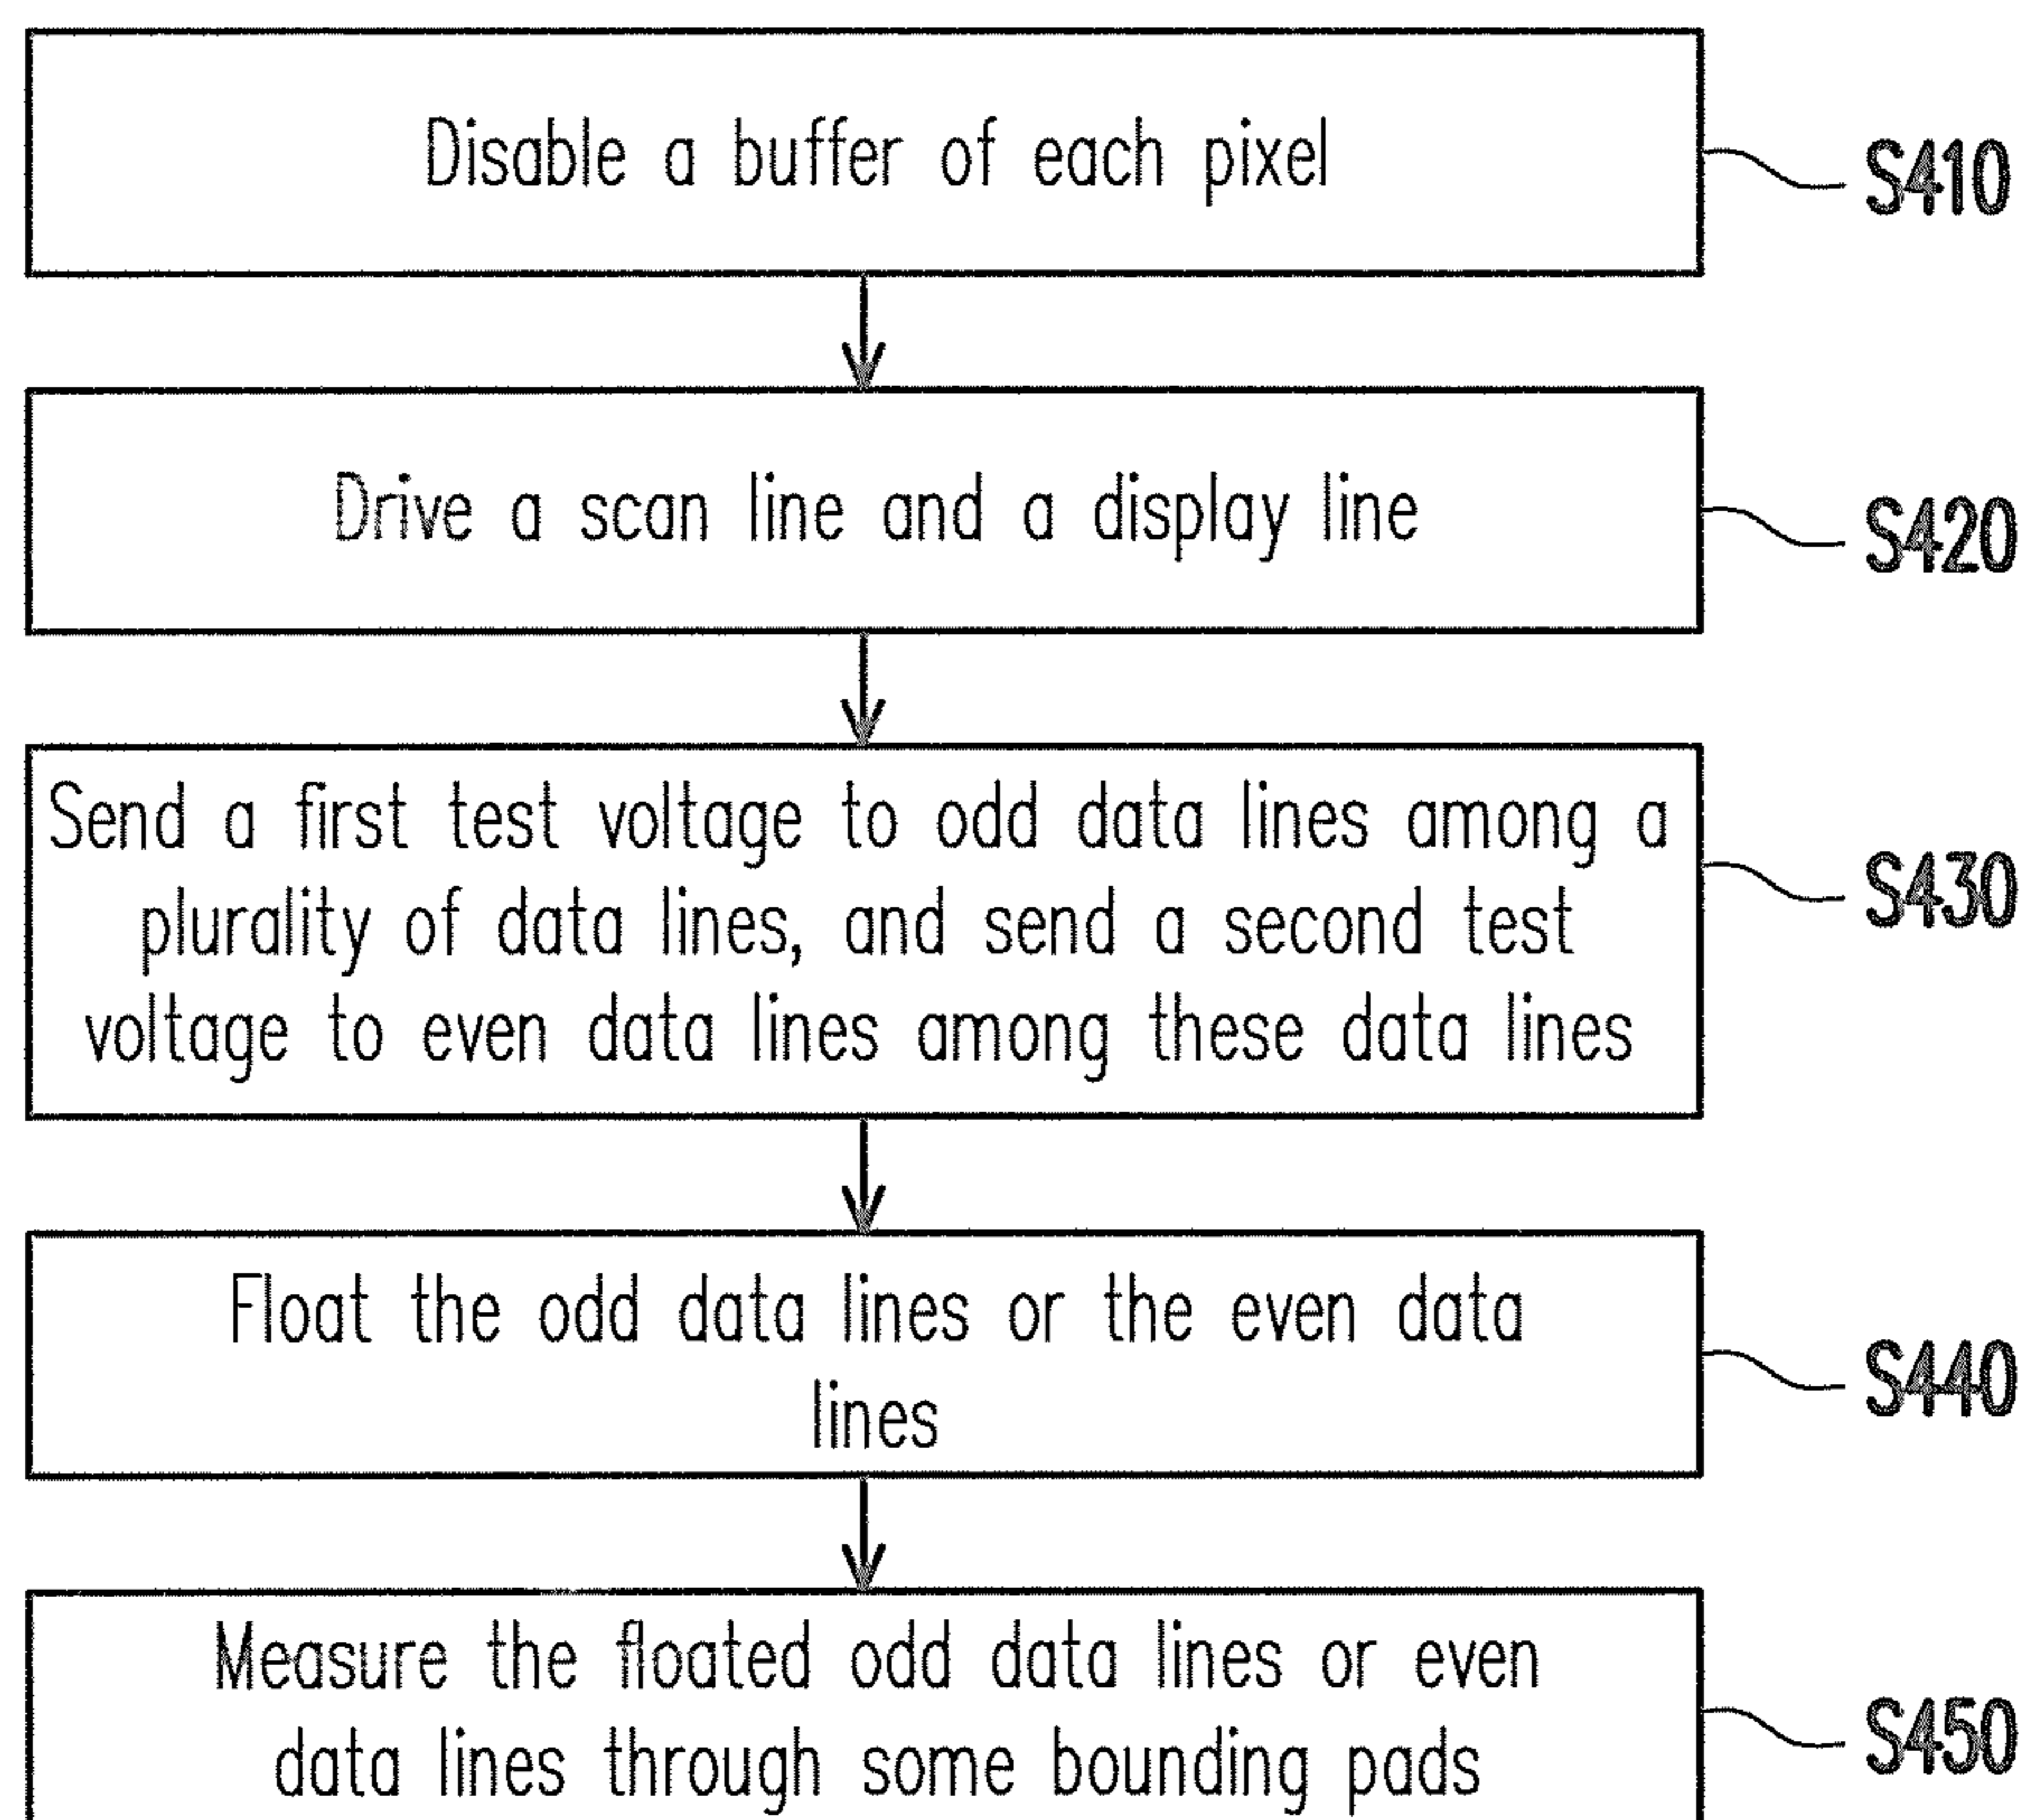 Disable a buffer of each pixel
S410
Drive a scan line and a display line
S420
Send a first test voltage to odd data lines among a
plurality of data lines, and send a second test
voltage to even data lines among these data lines
S430
Float the odd data lines or the even data
lines
S440
Measure the floated odd data lines or even
data lines through some bounding pads
S450